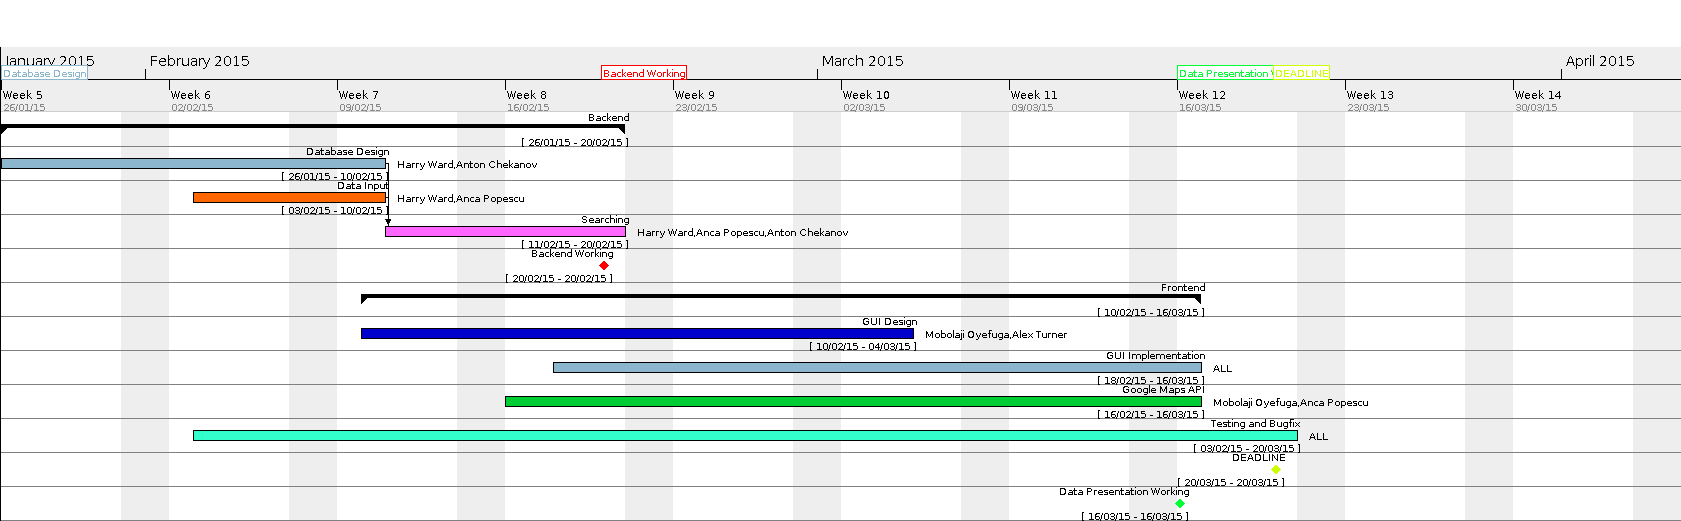 January 2015 February 2015 March 2015 April 2015
Database Design Backend Working Data Presentation DEADLINE
Week 5 Week 6 Week 7 Week 8 Week 9 Week 10 Week 11 Week 12 Week 13 Week 14
26/01/15 02/02/15 09/02/15 16/02/15 23/02/15 02/03/15 09/03/15 16/03/15 23/03/15 30/03/15
Backend
[ 26/01/15 - 20/02/15 ]
Database Design
Harry Ward,Anton Chekanov
[ 26/01/15 - 10/02/15 ]
Data Input
Harry Ward,Anca Popescu
[ 03/02/15 - 10/02/15 ]
Searching
Harry Ward,Anca Popescu,Anton Chekanov
[ 11/02/15 - 20/02/15 ]
Backend Working
[ 20/02/15 - 20/02/15 ]
Frontend
[ 10/02/15 - 16/03/15 ]
GUI Design
Mobolaji Oyefuga,Alex Turner
[ 10/02/15 - 04/03/15 ]
GUI Implementation
ALL
[ 18/02/15 - 16/03/15 ]
Google Maps API
Mobolaji Oyefuga,Anca Popescu
[ 16/02/15 - 16/03/15 ]
Testing and Bugfix
ALL
[ 03/02/15 - 20/03/15 ]
DEADLINE
[ 20/03/15 - 20/03/15 ]
Data Presentation Working
[ 16/03/15 - 16/03/15 ]